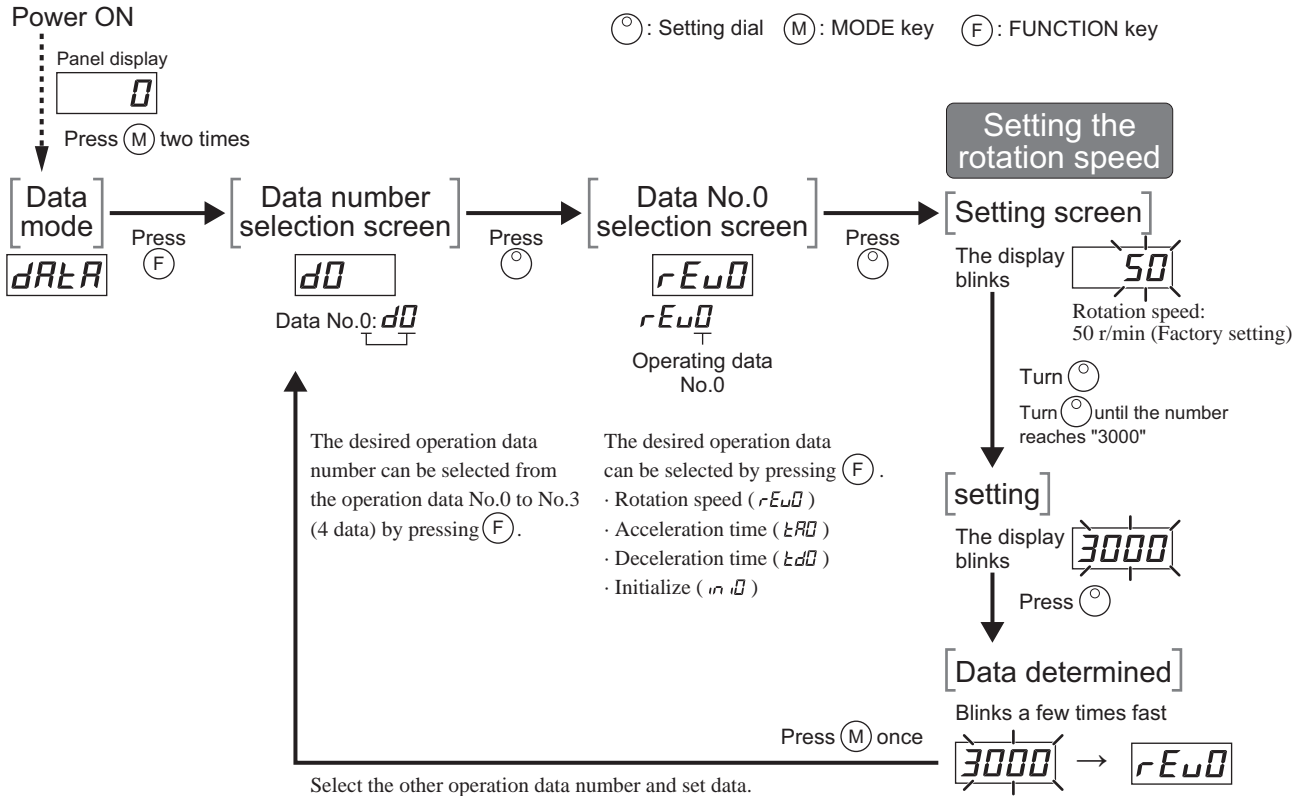 Power ON
: Setting dial M : MODE key F : FUNCTION key
Panel display
0
Press M two times
Setting the
rotation speed
Data
mode
dAtA
Press
F
Data number
selection screen
d0
Data No.0: d0
Press
Data No.0
selection screen
rEv0
rEv0
Operating data
No.0
Press
Setting screen
The display
blinks
50
Rotation speed:
50 r/min (Factory setting)
Turn
Turn until the number
reaches "3000"
The desired operation data
number can be selected from
the operation data No.0 to No.3
(4 data) by pressing F .
The desired operation data
can be selected by pressing F .
· Rotation speed ( rEv0 )
· Acceleration time ( tA0 )
· Deceleration time ( td0 )
· Initialize ( ini0 )
setting
The display
blinks
3000
Press
Data determined
Blinks a few times fast
3000 → rEv0
Press M once
Select the other operation data number and set data.